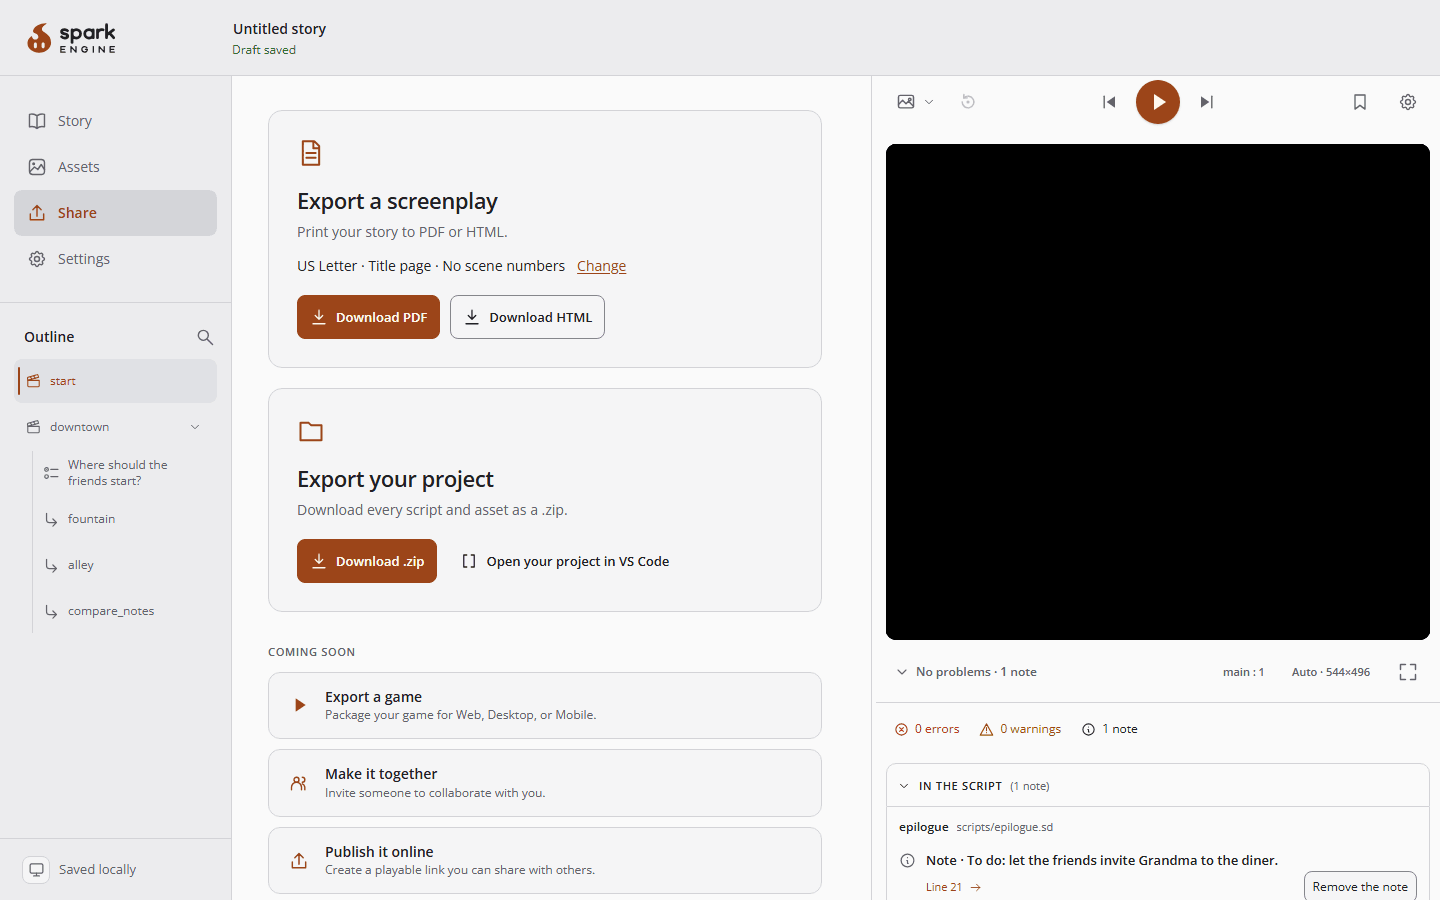 spark
ENGINE
Untitled story
Draft saved
Story
Assets
Share
Settings
Outline
start
downtown
Where should the
friends start?
fountain
alley
compare_notes
Saved locally
Export a screenplay
Print your story to PDF or HTML.
US Letter · Title page · No scene numbers Change
Download PDF
Download HTML
Export your project
Download every script and asset as a .zip.
Download .zip
Open your project in VS Code
COMING SOON
Export a game
Package your game for Web, Desktop, or Mobile.
Make it together
Invite someone to collaborate with you.
Publish it online
Create a playable link you can share with others.
No problems · 1 note
main : 1
Auto · 544×496
0 errors
0 warnings
1 note
IN THE SCRIPT (1 note)
epilogue scripts/epilogue.sd
Note · To do: let the friends invite Grandma to the diner.
Line 21 →
Remove the note